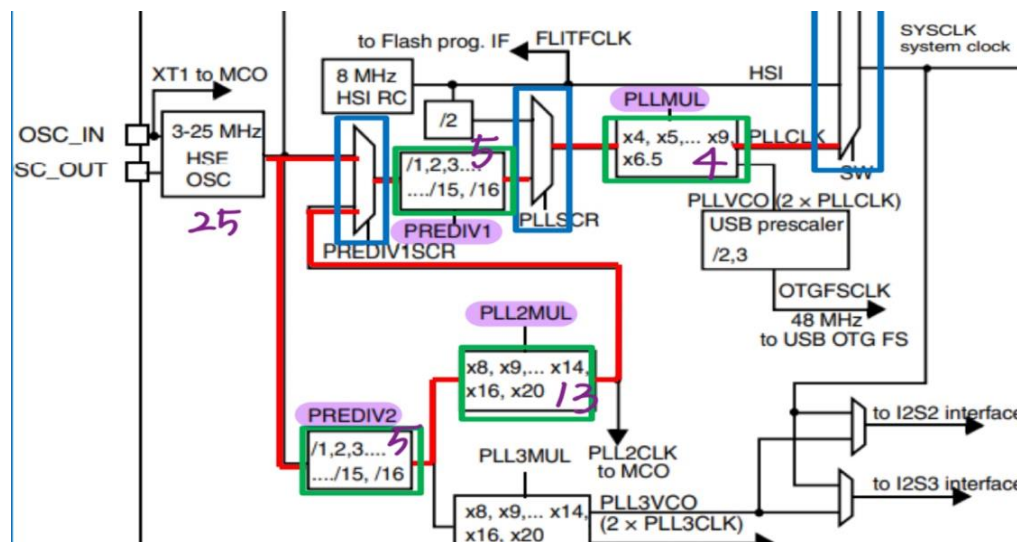 to Flash prog. IF
FLITFCLK
SYSCLK
system clock
XT1 to MCO
8 MHz
HSI RC
HSI
/2
PLLMUL
OSC_IN
3-25 MHz
HSE
OSC
SC_OUT
25
/1,2,3....
..../15, /16
5
x4, x5,... x9,
x6.5
4
PLLCLK
SW
PREDIV1
PLLSCR
PREDIV1SCR
PLLVCO (2 × PLLCLK)
USB prescaler
/2,3
OTGFSCLK
48 MHz
to USB OTG FS
PLL2MUL
x8, x9,... x14,
x16, x20
13
PREDIV2
/1,2,3....
..../15, /16
5
PLL2CLK
to MCO
PLL3MUL
x8, x9,... x14,
x16, x20
PLL3VCO
(2 × PLL3CLK)
to I2S2 interface
to I2S3 interface